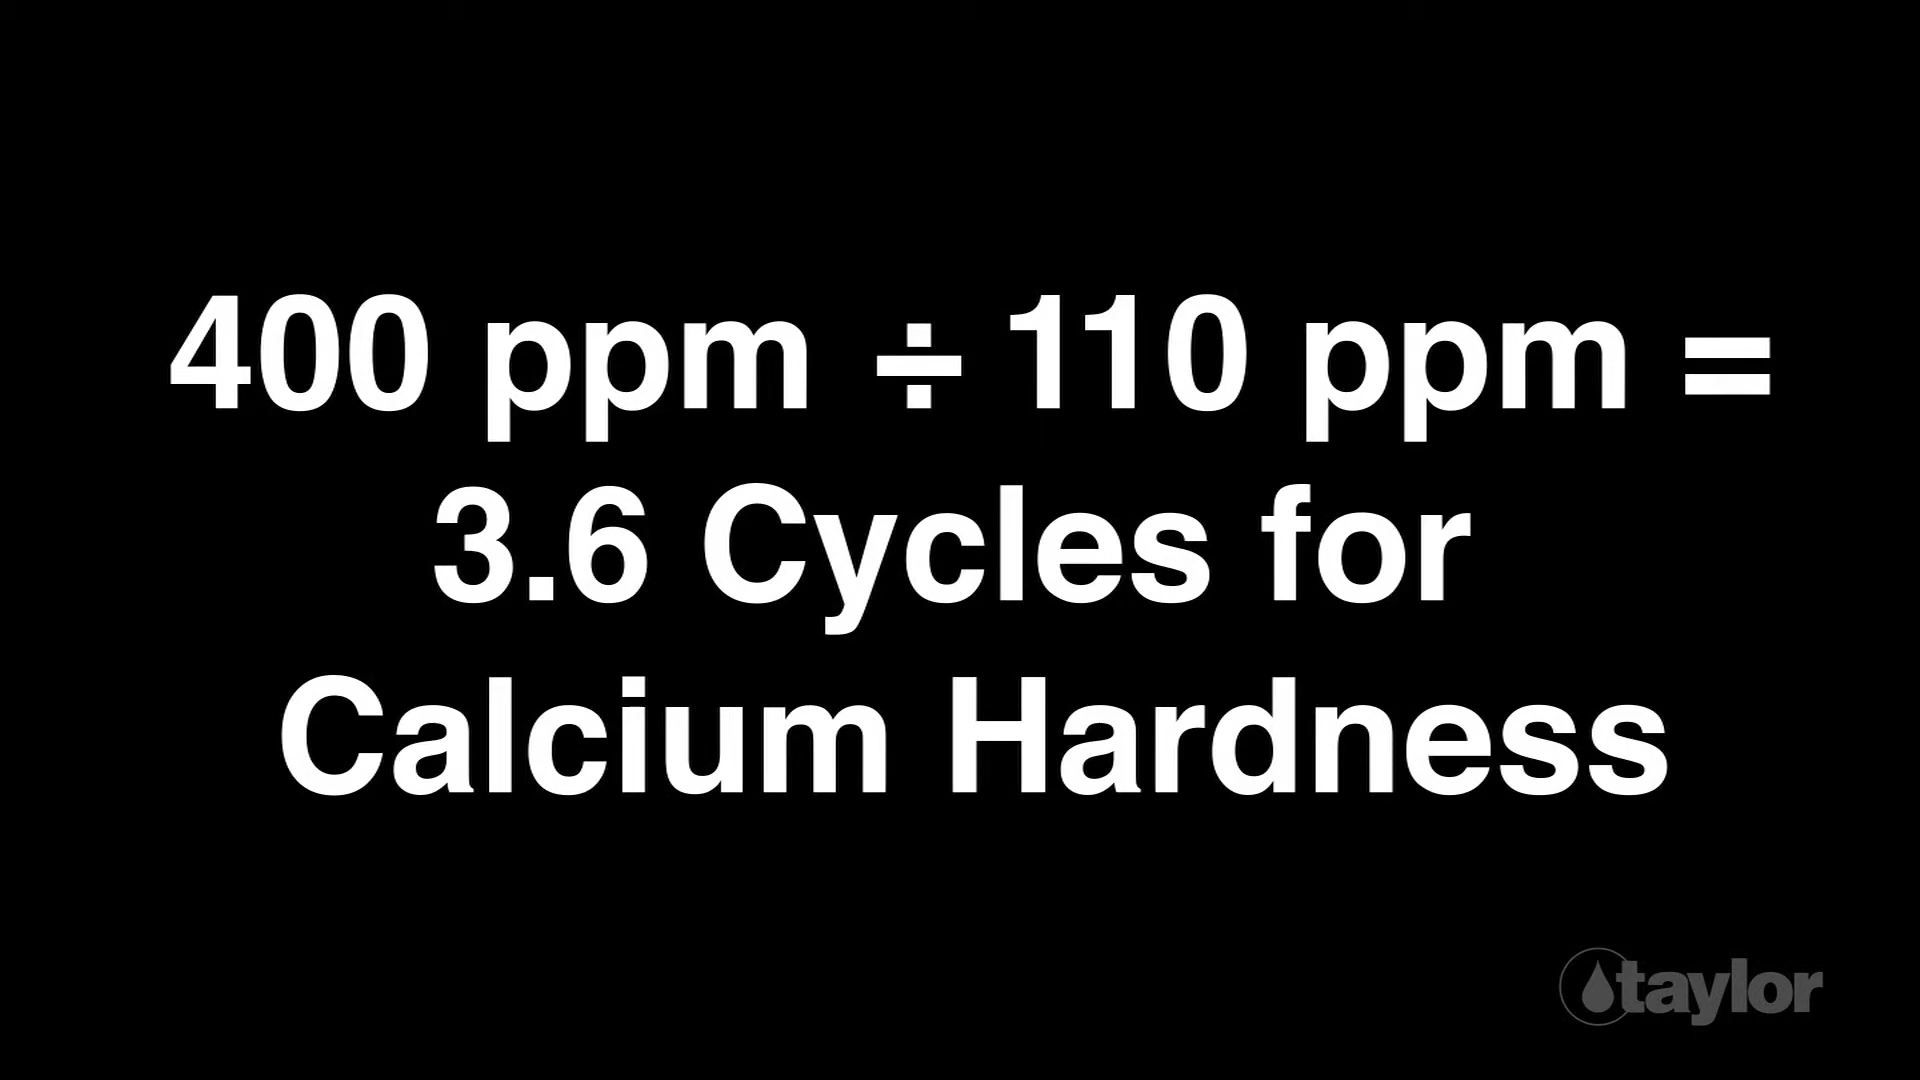 400 ppm ÷ 110 ppm =
3.6 Cycles for
Calcium Hardness
taylor